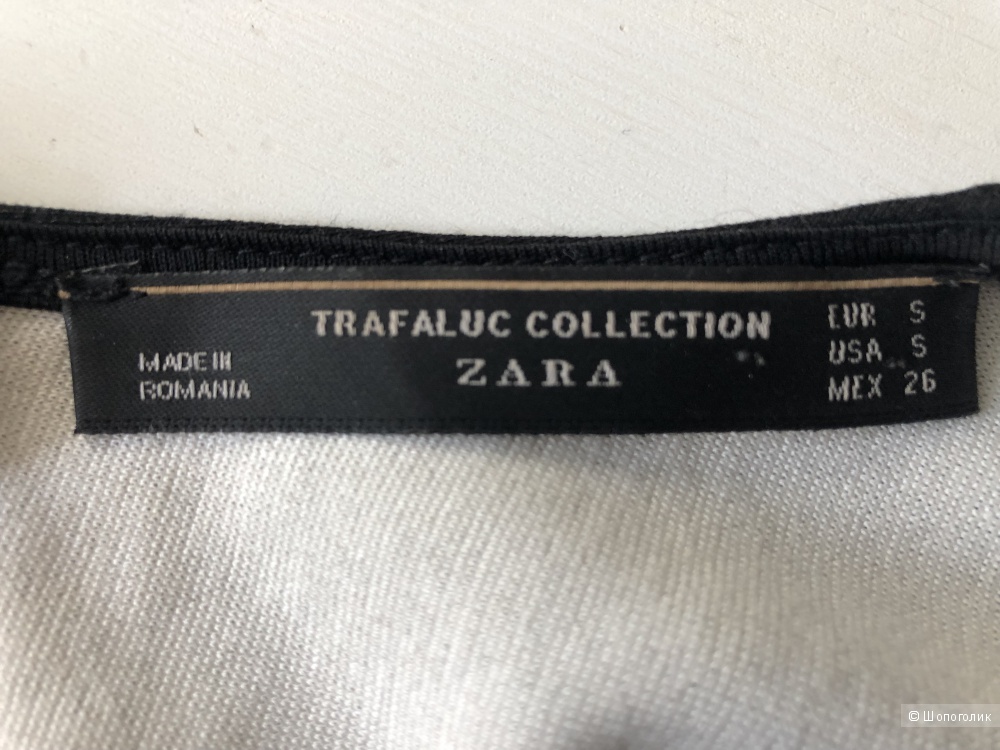 TRAFALUC COLLECTION
ZARA
MADE IN
ROMANIA
EUR S
USA S
MEX 26
© Шопоголик